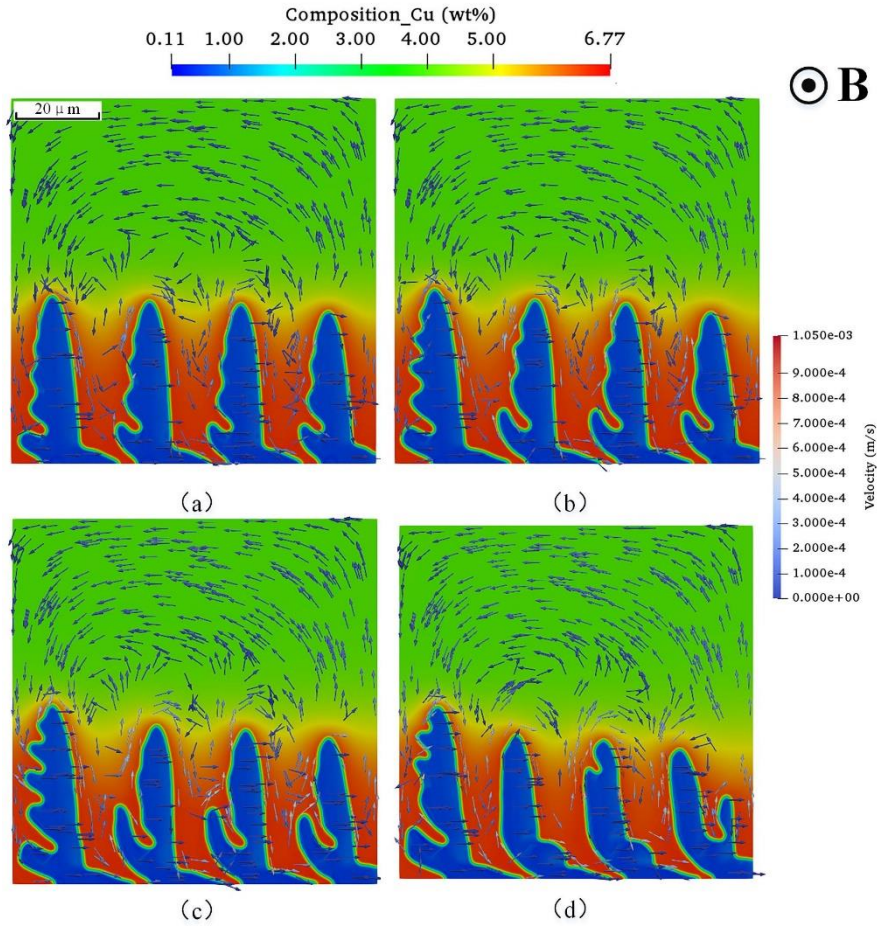 Composition_Cu (wt%)
0.11 1.00 2.00 3.00 4.00 5.00 6.77
B
20 μm
(a)
(b)
1.050e-03
9.000e-4
8.000e-4
7.000e-4
6.000e-4
5.000e-4
4.000e-4
3.000e-4
2.000e-4
1.000e-4
0.000e+00
Velocity (m/s)
(c)
(d)